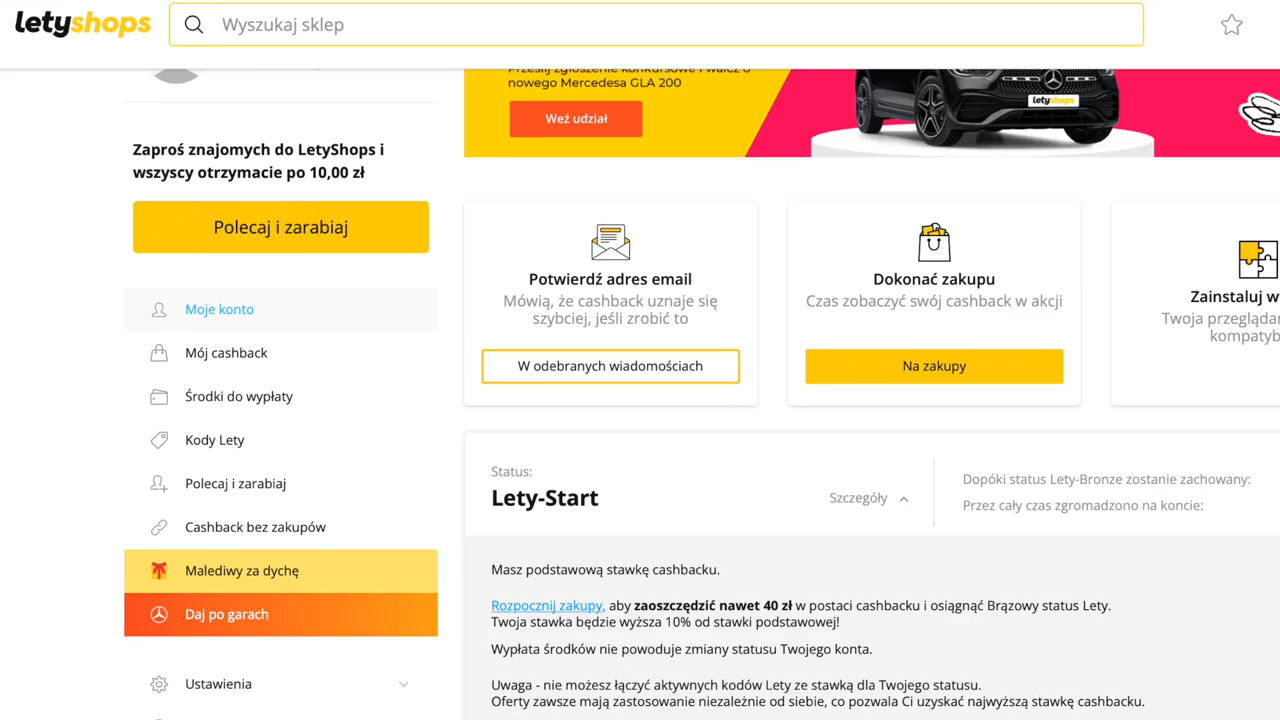 letyshops
Wyszukaj sklep
nowego Mercedesa GLA 200
Weź udział
letyshops
Zaproś znajomych do LetyShops i
wszyscy otrzymacie po 10,00 zł
Polecaj i zarabiaj
Moje konto
Mój cashback
Środki do wypłaty
Kody Lety
Polecaj i zarabiaj
Cashback bez zakupów
Malediwy za dychę
Daj po garach
Ustawienia
Potwierdź adres email
Mówią, że cashback uznaje się
szybciej, jeśli zrobić to
W odebranych wiadomościach
Dokonać zakupu
Czas zobaczyć swój cashback w akcji
Na zakupy
Zainstaluj
Twoja
Status:
Lety-Start
Szczegóły
Dopóki status Lety-Bronze zostanie zachowany:
Przez cały czas zgromadzono na koncie:
Masz podstawową stawkę cashbacku.
Rozpocznij zakupy, aby zaoszczędzić nawet 40 zł w postaci cashbacku i osiągnąć Brązowy status Lety.
Twoja stawka będzie wyższa 10% od stawki podstawowej!
Wypłata środków nie powoduje zmiany statusu Twojego konta.
Uwaga - nie możesz łączyć aktywnych kodów Lety ze stawką dla Twojego statusu.
Oferty zawsze mają zastosowanie niezależnie od siebie, co pozwala Ci uzyskać najwyższą stawkę cashbacku.